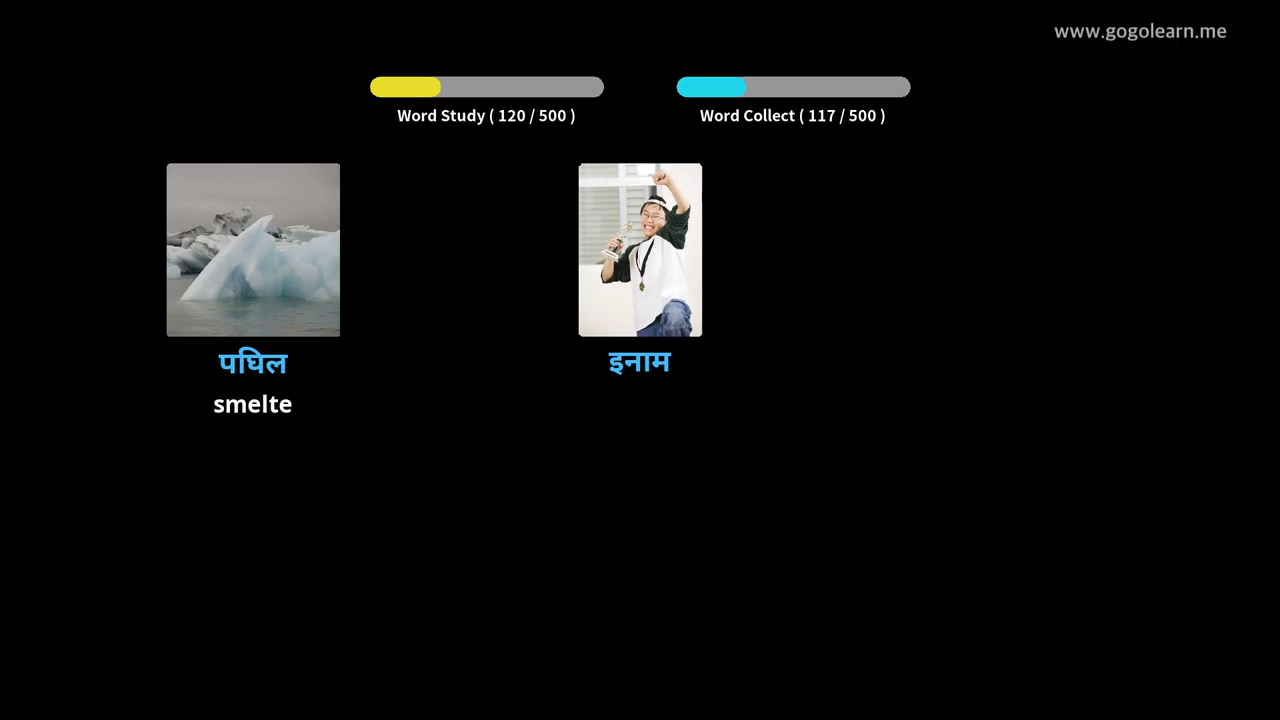 www.gogolearn.me
Word Study ( 120 / 500 )
Word Collect ( 117 / 500 )
पघिल
इनाम
smelte